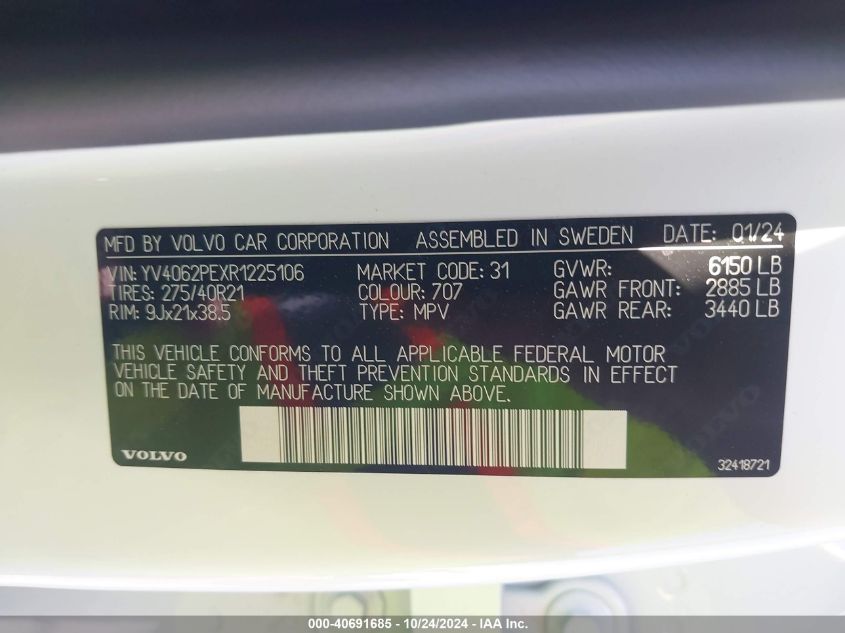 MFD BY VOLVO CAR CORPORATION ASSEMBLED IN SWEDEN DATE: 01/24
VIN: YV4062PEXR1225106 MARKET CODE: 31 GVWR: 6150 LB
TIRES: 275/40R21 COLOUR: 707 GAWR FRONT: 2885 LB
RIM: 9Jx21x38.5 TYPE: MPV GAWR REAR: 3440 LB
THIS VEHICLE CONFORMS TO ALL APPLICABLE FEDERAL MOTOR
VEHICLE SAFETY AND THEFT PREVENTION STANDARDS IN EFFECT
ON THE DATE OF MANUFACTURE SHOWN ABOVE.
VOLVO 32418721
000-40691685 - 10/24/2024 - IAA Inc.